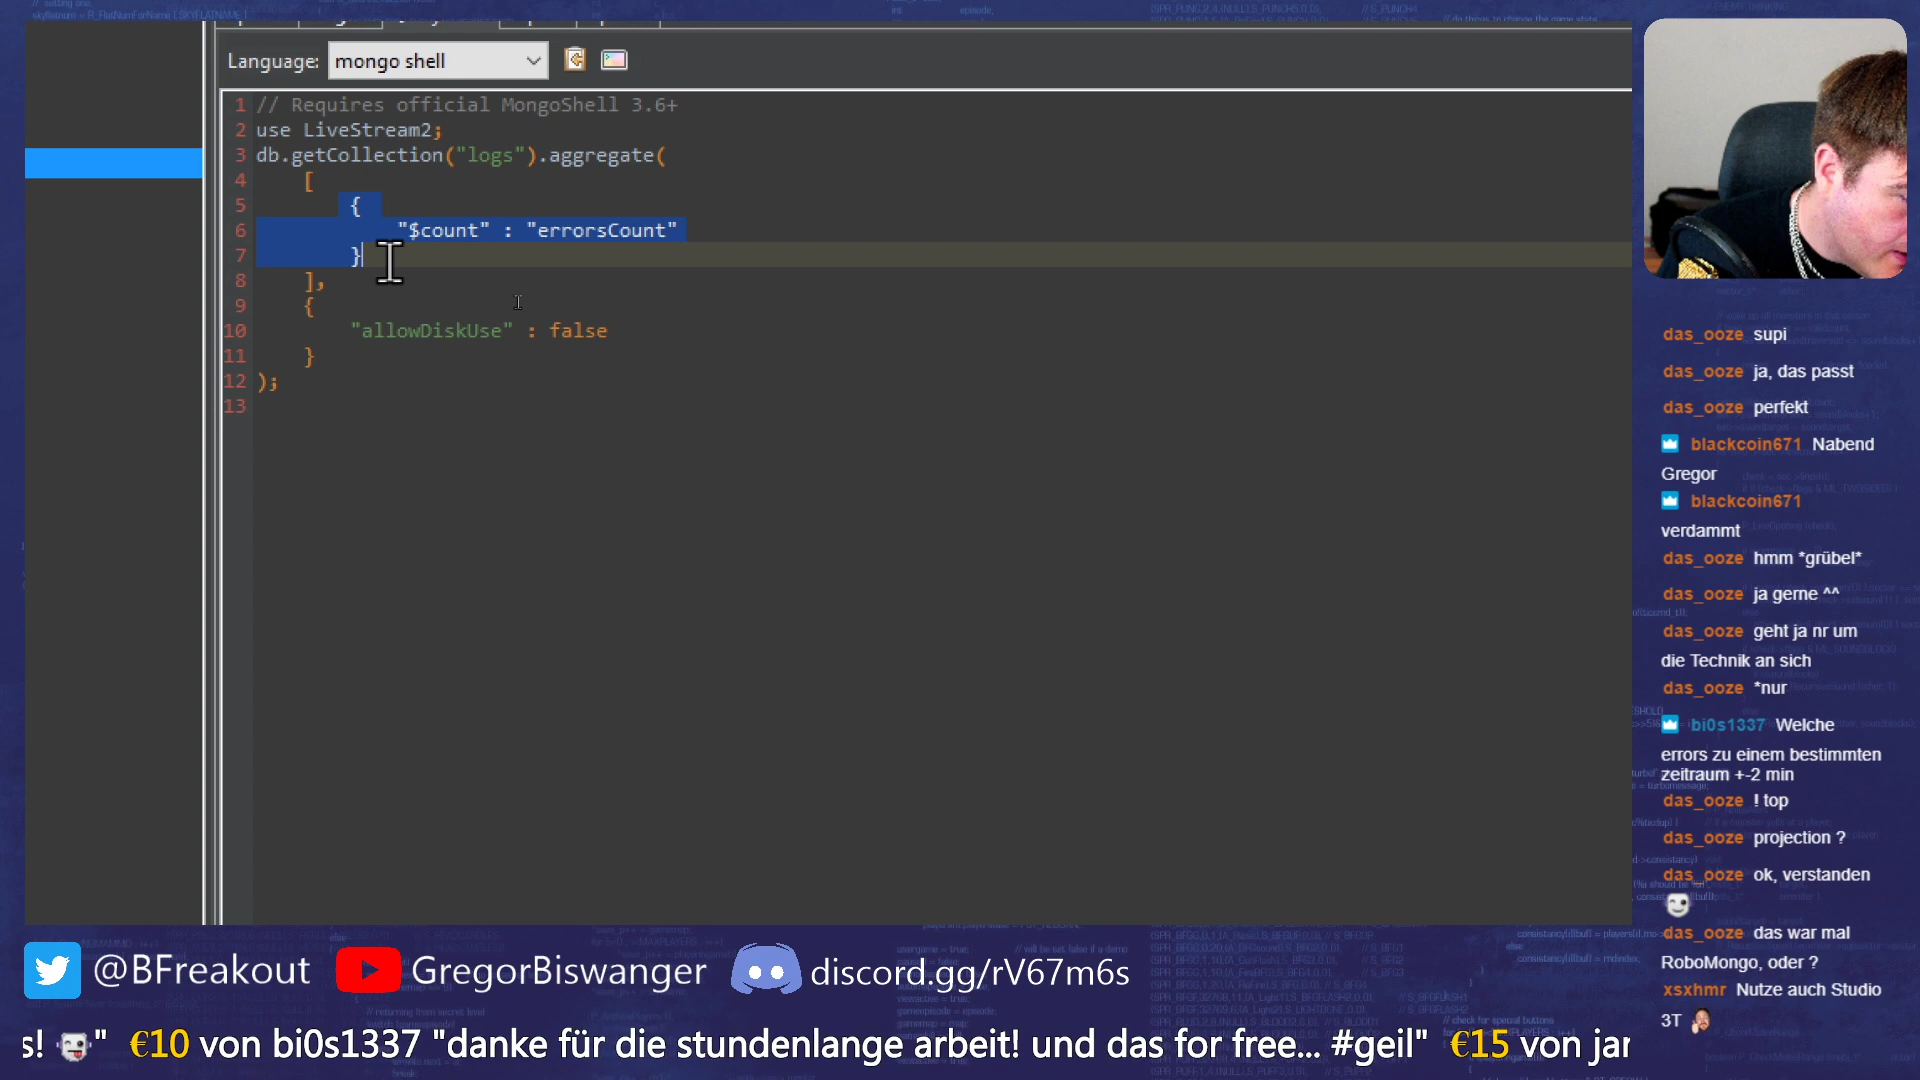 Language: mongo shell
1 // Requires official MongoShell 3.6+
2 use LiveStream2;
3 db.getCollection("logs").aggregate(
4 [
5 {
6 "$count" : "errorsCount"
7 }
8 ],
9 {
10 "allowDiskUse" : false
11 }
12 );
13
das_ooze supi
das_ooze ja, das passt
das_ooze perfekt
blackcoin671 Nabend
Gregor
blackcoin671
verdammt
das_ooze hmm *grübel*
das_ooze ja gerne ^^
das_ooze geht ja nr um
die Technik an sich
das_ooze *nur
bi0s1337 Welche
errors zu einem bestimmten
zeitraum +-2 min
das_ooze ! top
das_ooze projection ?
das_ooze ok, verstanden
das_ooze das war mal
RoboMongo, oder ?
xsxhmr Nutze auch Studio
3T
@BFreakout GregorBiswanger discord.gg/rV67m6s
s! " €10 von bi0s1337 "danke für die stundenlange arbeit! und das for free... #geil" €15 von jar